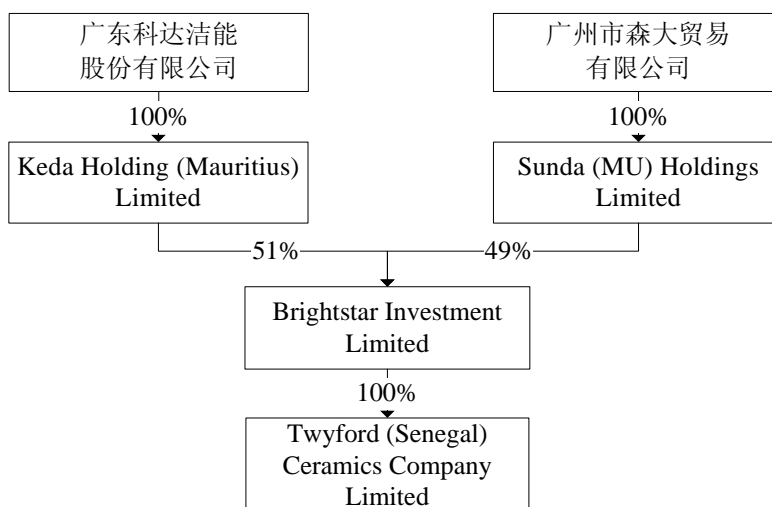 广东科达洁能
股份有限公司
广州市森大贸易
有限公司
100%
100%
Keda Holding (Mauritius)
Limited
Sunda (MU) Holdings
Limited
51%
49%
Brightstar Investment
Limited
100%
Twyford (Senegal)
Ceramics Company
Limited